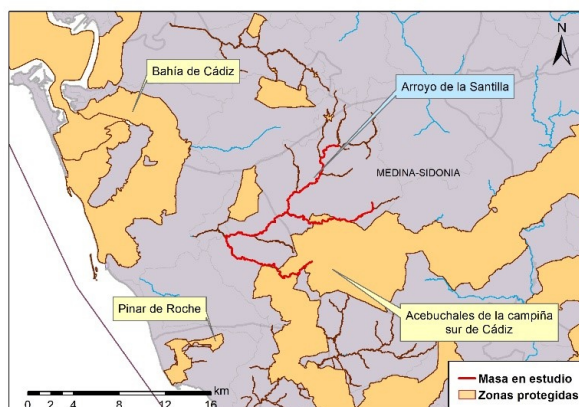 N
Bahía de Cádiz
Arroyo de la Santilla
MEDINA-SIDONIA
Pinar de Roche
Acebuchales de la campiña
sur de Cádiz
km
0 2 4 8 12 16
Masa en estudio
Zonas protegidas